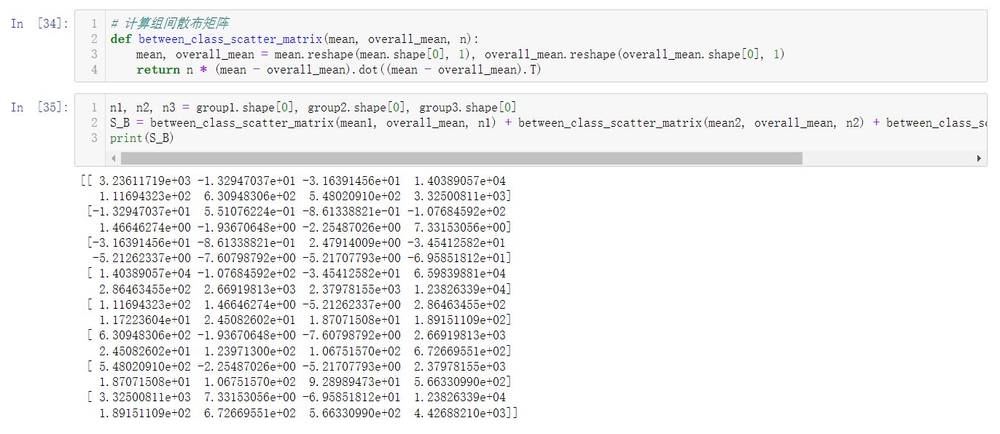 In [34]:
1 # 计算组间散布矩阵
2 def between_class_scatter_matrix(mean, overall_mean, n):
3     mean, overall_mean = mean.reshape(mean.shape[0], 1), overall_mean.reshape(overall_mean.shape[0], 1)
4     return n * (mean - overall_mean).dot((mean - overall_mean).T)
In [35]:
1 n1, n2, n3 = group1.shape[0], group2.shape[0], group3.shape[0]
2 S_B = between_class_scatter_matrix(mean1, overall_mean, n1) + between_class_scatter_matrix(mean2, overall_mean, n2) + between_class_s
3 print(S_B)
[[ 3.23611719e+03 -1.32947037e+01 -3.16391456e+01  1.40389057e+04
   1.11694323e+02  6.30948306e+02  5.48020910e+02  3.32500811e+03]
 [-1.32947037e+01  5.51076224e-01 -8.61338821e-01 -1.07684592e+02
   1.46646274e+00 -1.93670648e+00 -2.25487026e+00  7.33153056e+00]
 [-3.16391456e+01 -8.61338821e-01  2.47914009e+00 -3.45412582e+01
  -5.21262337e+00 -7.60798792e+00 -5.21707793e+00 -6.95851812e+01]
 [ 1.40389057e+04 -1.07684592e+02 -3.45412582e+01  6.59839881e+04
   2.86463455e+02  2.66919813e+03  2.37978155e+03  1.23826339e+04]
 [ 1.11694323e+02  1.46646274e+00 -5.21262337e+00  2.86463455e+02
   1.17223604e+01  2.45082602e+01  1.87071508e+01  1.89151109e+02]
 [ 6.30948306e+02 -1.93670648e+00 -7.60798792e+00  2.66919813e+03
   2.45082602e+01  1.23971300e+02  1.06751570e+02  6.72669551e+02]
 [ 5.48020910e+02 -2.25487026e+00 -5.21707793e+00  2.37978155e+03
   1.87071508e+01  1.06751570e+02  9.28989473e+01  5.66330990e+02]
 [ 3.32500811e+03  7.33153056e+00 -6.95851812e+01  1.23826339e+04
   1.89151109e+02  6.72669551e+02  5.66330990e+02  4.42688210e+03]]